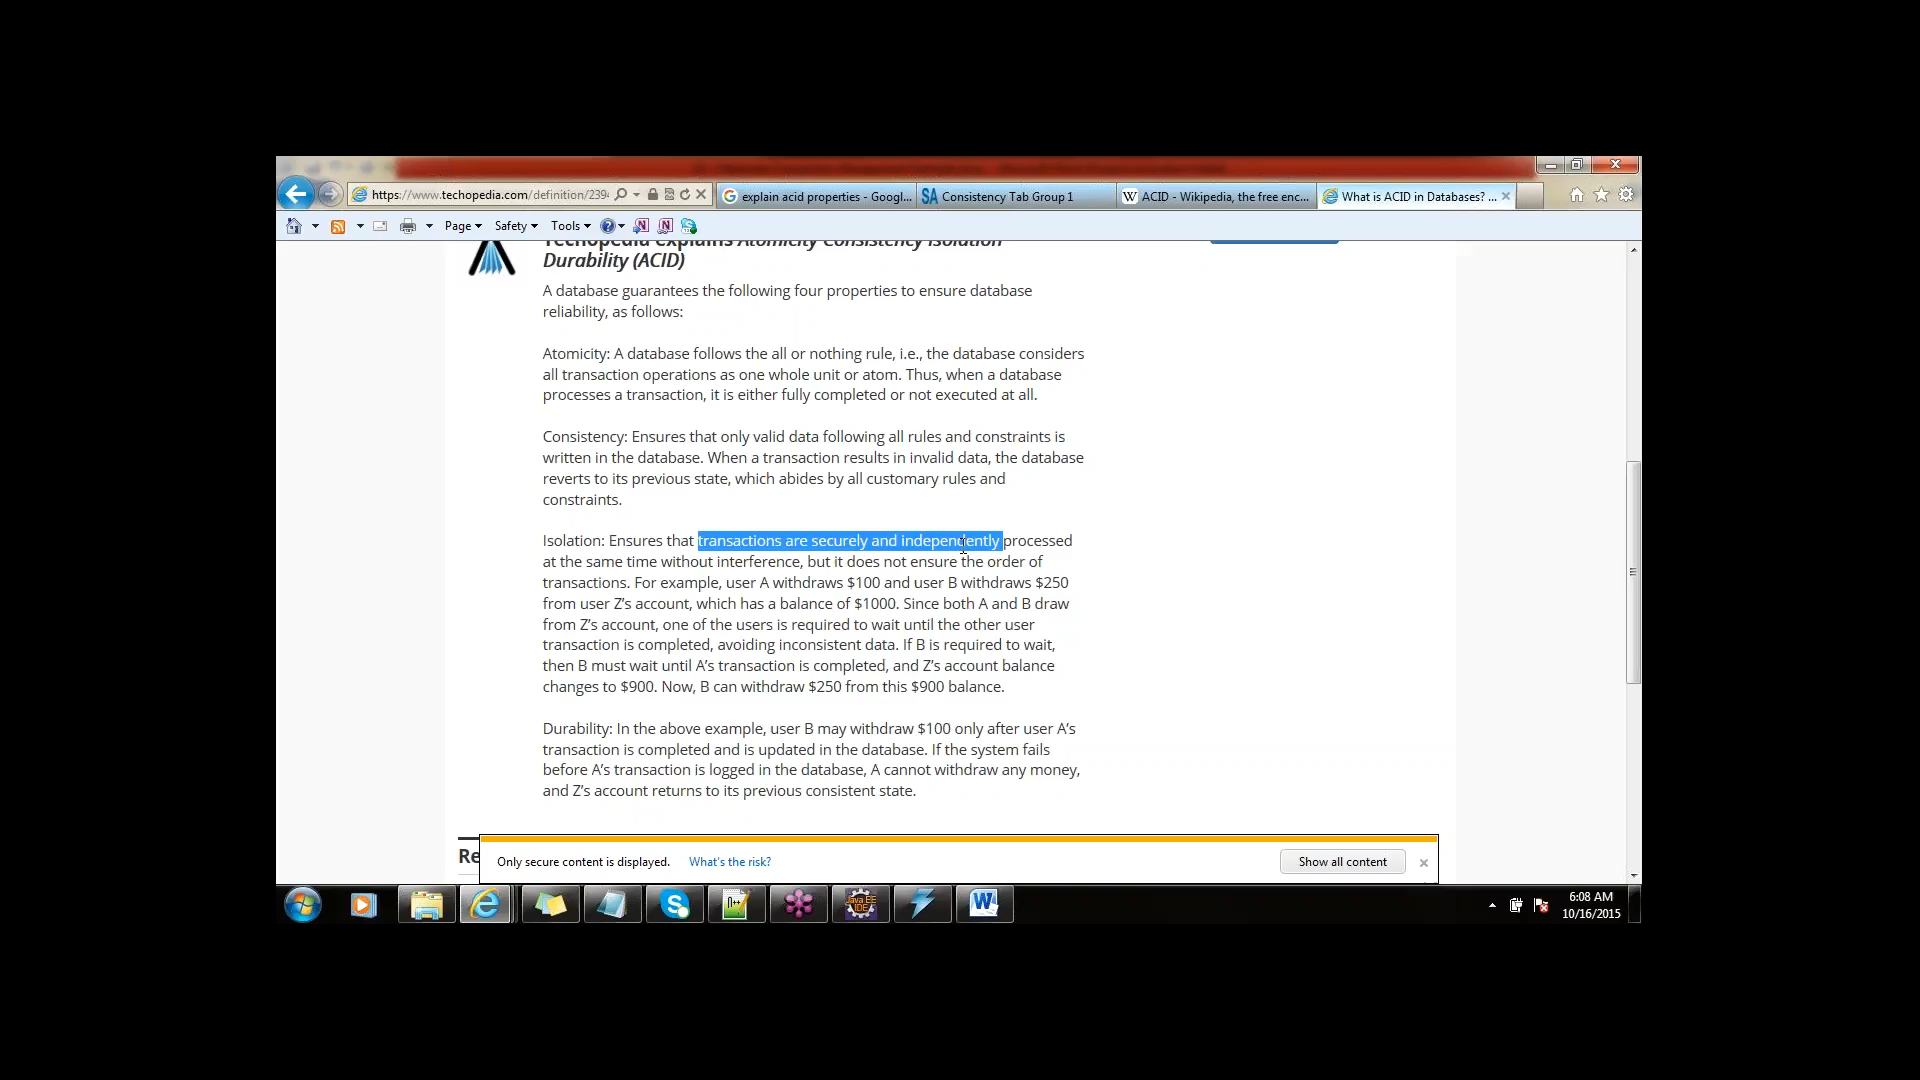 https://www.techopedia.com/definition/239
explain acid properties - Googl...
Consistency Tab Group 1
ACID - Wikipedia, the free enc...
What is ACID in Databases? ...
Page
Safety
Tools
Techopedia Explains Atomicity Consistency Isolation
Durability (ACID)
A database guarantees the following four properties to ensure database
reliability, as follows:
Atomicity: A database follows the all or nothing rule, i.e., the database considers
all transaction operations as one whole unit or atom. Thus, when a database
processes a transaction, it is either fully completed or not executed at all.
Consistency: Ensures that only valid data following all rules and constraints is
written in the database. When a transaction results in invalid data, the database
reverts to its previous state, which abides by all customary rules and
constraints.
Isolation: Ensures that transactions are securely and independently processed
at the same time without interference, but it does not ensure the order of
transactions. For example, user A withdraws $100 and user B withdraws $250
from user Z’s account, which has a balance of $1000. Since both A and B draw
from Z’s account, one of the users is required to wait until the other user
transaction is completed, avoiding inconsistent data. If B is required to wait,
then B must wait until A’s transaction is completed, and Z’s account balance
changes to $900. Now, B can withdraw $250 from this $900 balance.
Durability: In the above example, user B may withdraw $100 only after user A’s
transaction is completed and is updated in the database. If the system fails
before A’s transaction is logged in the database, A cannot withdraw any money,
and Z’s account returns to its previous consistent state.
Re
Only secure content is displayed. What's the risk? Show all content
Java EE
IDE
6:08 AM
10/16/2015